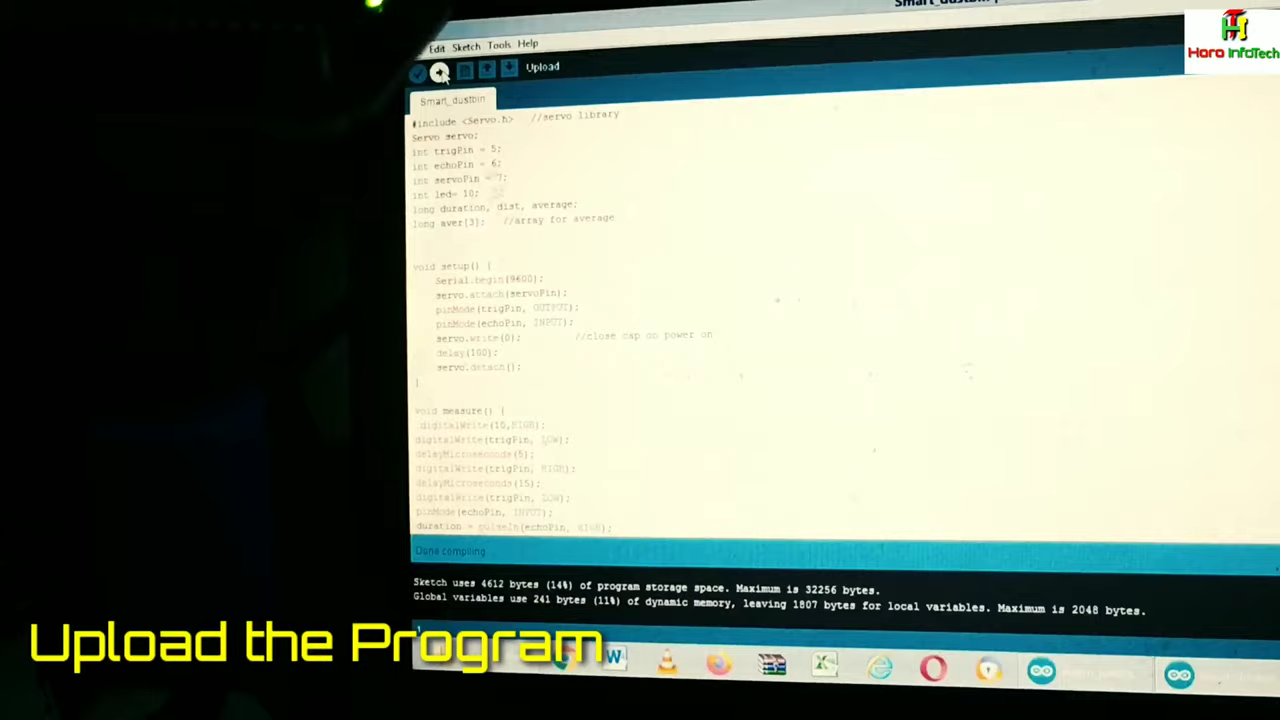 Smart_dustbin
Edit Sketch Tools Help
Horo InfoTech
Upload
Smart_dustbin
#include <Servo.h> //servo library
Servo servo;
int trigPin = 5;
int echoPin = 6;
int servoPin = 7;
int led= 10;
long duration, dist, average;
long aver[3]; //array for average
void setup() {
Serial.begin(9600);
servo.attach(servoPin);
pinMode(trigPin, OUTPUT);
pinMode(echoPin, INPUT);
servo.write(0); //close cap on power on
delay(100);
servo.detach();
}
void measure() {
digitalWrite(10,HIGH);
digitalWrite(trigPin, LOW);
delayMicroseconds(5);
digitalWrite(trigPin, HIGH);
delayMicroseconds(15);
digitalWrite(trigPin, LOW);
pinMode(echoPin, INPUT);
duration = pulseIn(echoPin, HIGH);
Done compiling.
Sketch uses 4612 bytes (14%) of program storage space. Maximum is 32256 bytes.
Global variables use 241 bytes (11%) of dynamic memory, leaving 1807 bytes for local variables. Maximum is 2048 bytes.
1
Upload the Program